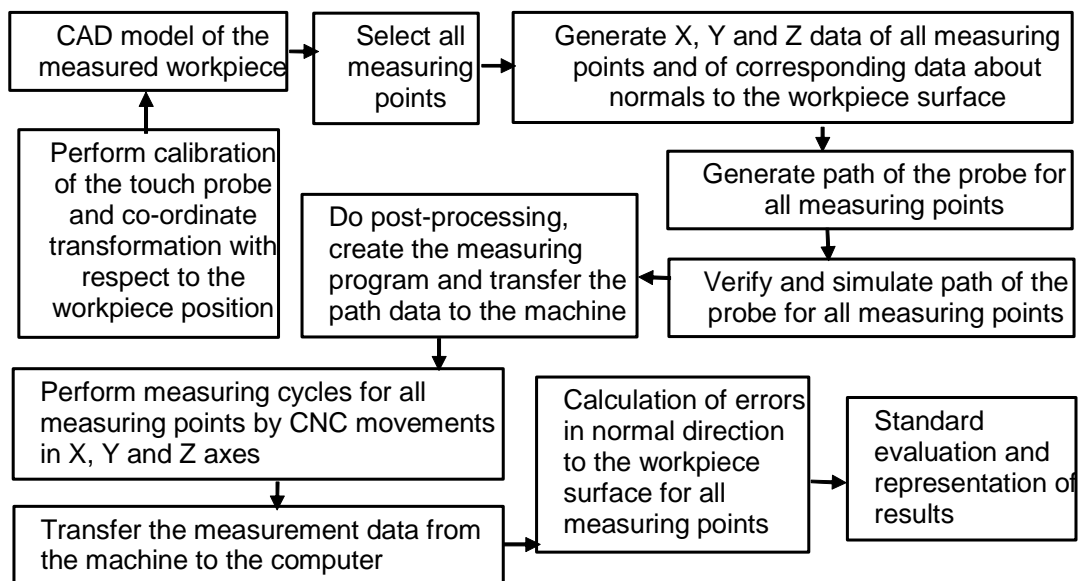 CAD model of the
measured workpiece
Select all
measuring
points
Generate X, Y and Z data of all measuring
points and of corresponding data about
normals to the workpiece surface
Perform calibration
of the touch probe
and co-ordinate
transformation with
respect to the
workpiece position
Generate path of the probe for
all measuring points
Verify and simulate path of the
probe for all measuring points
Do post-processing,
create the measuring
program and transfer the
path data to the machine
Perform measuring cycles for all
measuring points by CNC movements
in X, Y and Z axes
Transfer the measurement data from
the machine to the computer
Calculation of errors
in normal direction
to the workpiece
surface for all
measuring points
Standard
evaluation and
representation of
results